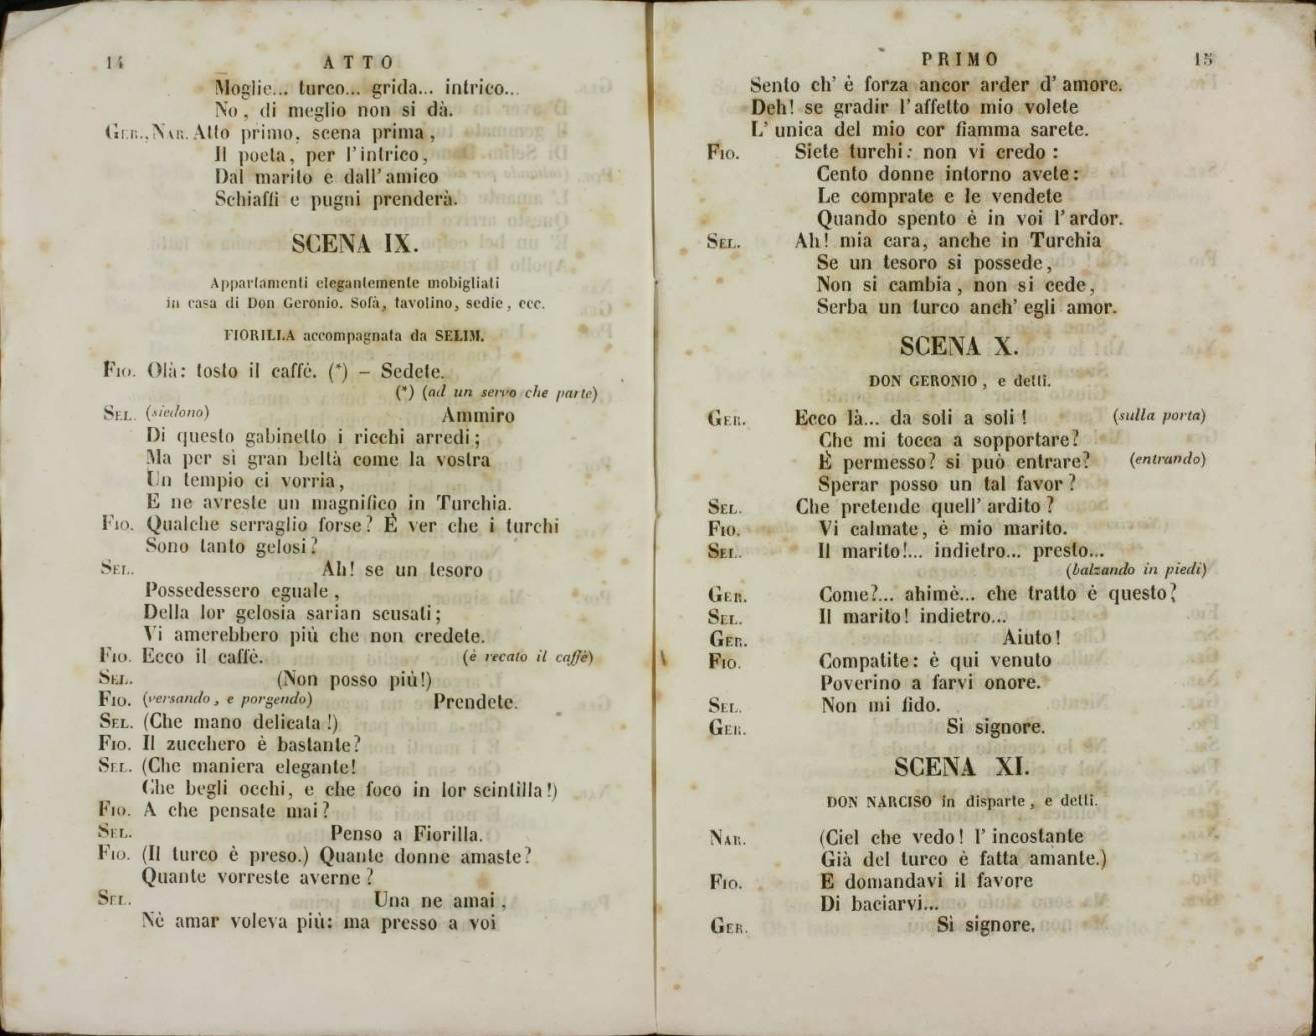 14 ATTO
Moglie... turco... grida... intrico...
No, di meglio non si dà.
GER., NAR. Atto primo, scena prima,
Il poeta, per l'intrico,
Dal marito e dall'amico
Schiaffi e pugni prenderà.
SCENA IX.
Appartamenti elegantemente mobigliati
in casa di Don Geronio. Sofà, tavolino, sedie, ecc.
FIORILLA accompagnata da SELIM.
FIO. Olà: tosto il caffè. (*) – Sedete.
(*) (ad un servo che parte)
SEL. (siedono) Ammiro
Di questo gabinetto i ricchi arredi;
Ma per sì gran beltà come la vostra
Un tempio ci vorria,
E ne avreste un magnifico in Turchia.
FIO. Qualche serraglio forse? È ver che i turchi
Sono tanto gelosi?
SEL. Ah! se un tesoro
Possedessero eguale,
Della lor gelosia sarian scusati;
Vi amerebbero più che non credete.
FIO. Ecco il caffè. (è recato il caffè)
SEL. (Non posso più!)
FIO. (versando, e porgendo) Prendete.
SEL. (Che mano delicata!)
FIO. Il zucchero è bastante?
SEL. (Che maniera elegante!
Che begli occhi, e che foco in lor scintilla!)
FIO. A che pensate mai?
SEL. Penso a Fiorilla.
FIO. (Il turco è preso.) Quante donne amaste?
Quante vorreste averne?
SEL. Una ne amai,
Nè amar voleva più: ma presso a voi
PRIMO 15
Sento ch' è forza ancor arder d' amore.
Deh! se gradir l'affetto mio volete
L' unica del mio cor fiamma sarete.
FIO. Siete turchi: non vi credo:
Cento donne intorno avete:
Le comprate e le vendete
Quando spento è in voi l'ardor.
SEL. Ah! mia cara, anche in Turchia
Se un tesoro si possede,
Non si cambia, non si cede,
Serba un turco anch' egli amor.
SCENA X.
DON GERONIO, e detti.
GER. Ecco là... da soli a soli! (sulla porta)
Che mi tocca a sopportare?
È permesso? si può entrare? (entrando)
Sperar posso un tal favor?
SEL. Che pretende quell' ardito?
FIO. Vi calmate, è mio marito.
SEL. Il marito!... indietro... presto...
(balzando in piedi)
GER. Come?... ahimè... che tratto è questo?
SEL. Il marito! indietro...
GER. Aiuto!
FIO. Compatite: è qui venuto
Poverino a farvi onore.
SEL. Non mi fido.
GER. Sì signore.
SCENA XI.
DON NARCISO in disparte, e detti.
NAR. (Ciel che vedo! l' incostante
Già del turco è fatta amante.)
FIO. E domandavi il favore
Di baciarvi...
GER. Sì signore.